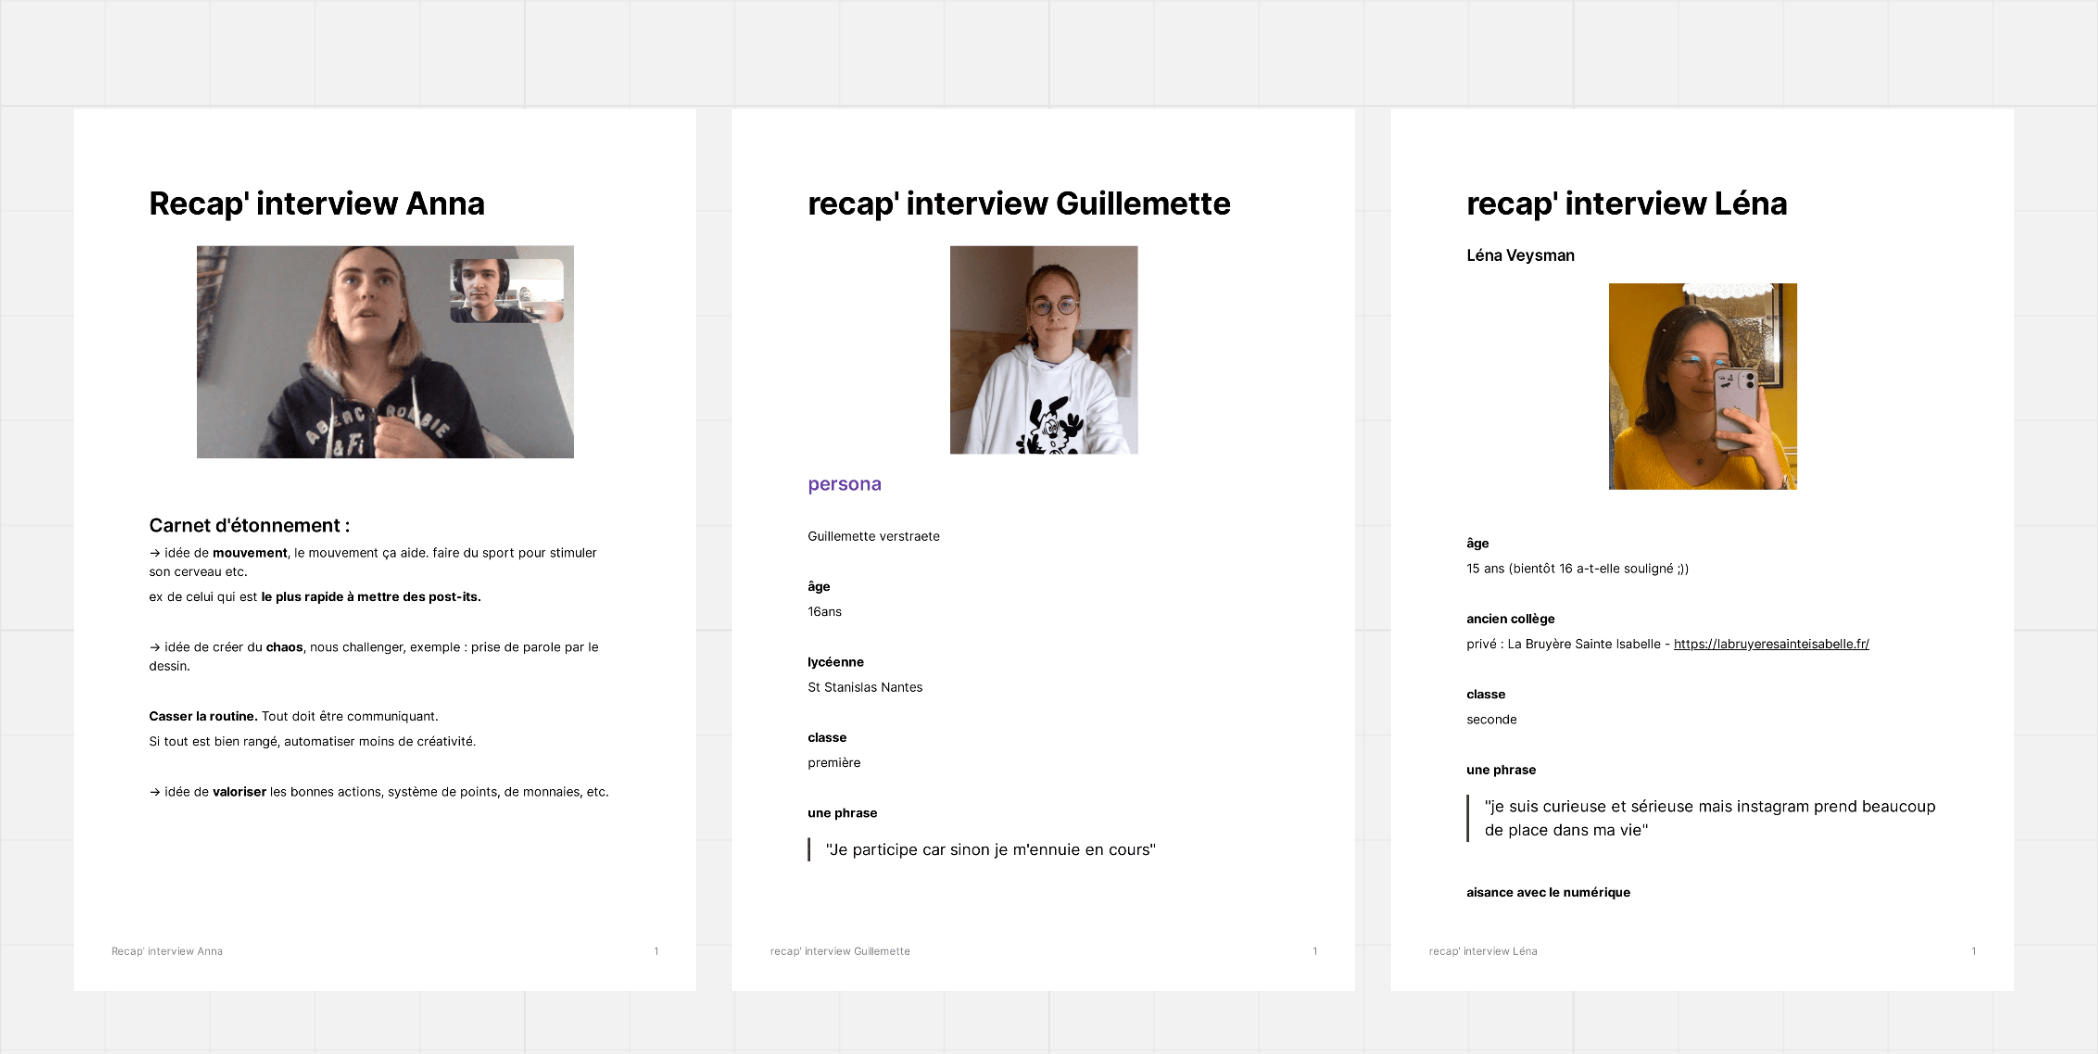 Recap' interview Anna
ABERCROMBIE
& Fi
Carnet d'étonnement :
→ idée de mouvement, le mouvement ça aide. faire du sport pour stimuler
son cerveau etc.
ex de celui qui est le plus rapide à mettre des post-its.
→ idée de créer du chaos, nous challenger, exemple : prise de parole par le
dessin.
Casser la routine. Tout doit être communiquant.
Si tout est bien rangé, automatiser moins de créativité.
→ idée de valoriser les bonnes actions, système de points, de monnaies, etc.
Recap' interview Anna
1
recap' interview Guillemette
persona
Guillemette verstraete
âge
16ans
lycéenne
St Stanislas Nantes
classe
première
une phrase
"Je participe car sinon je m'ennuie en cours"
recap' interview Guillemette
1
recap' interview Léna
Léna Veysman
âge
15 ans (bientôt 16 a-t-elle souligné ;))
ancien collège
privé : La Bruyère Sainte Isabelle - https://labruyeresainteisabelle.fr/
classe
seconde
une phrase
"je suis curieuse et sérieuse mais instagram prend beaucoup
de place dans ma vie"
aisance avec le numérique
recap' interview Léna
1